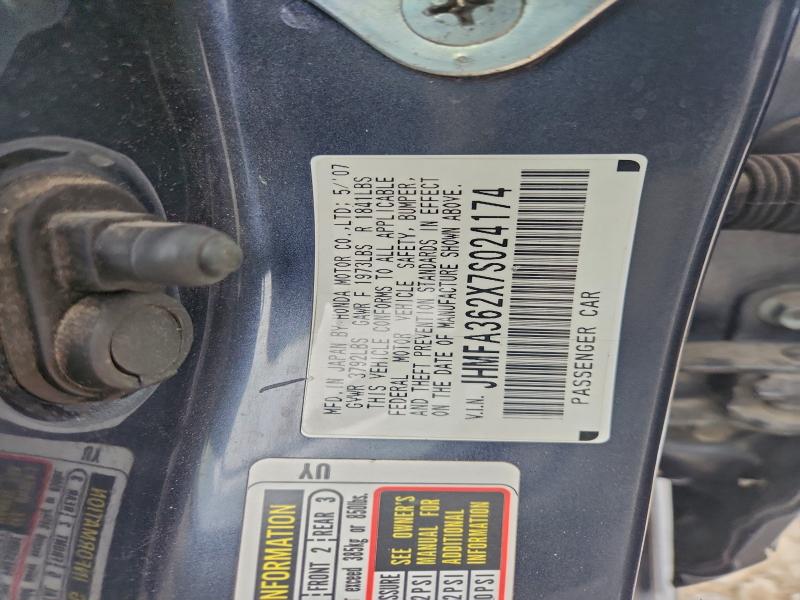 MFD. IN JAPAN BY HONDA MOTOR CO.,LTD; 5/'07
GVWR 3792LBS GAWR F 1973LBS R 1841LBS
THIS VEHICLE CONFORMS TO ALL APPLICABLE
FEDERAL MOTOR VEHICLE SAFETY, BUMPER,
AND THEFT PREVENTION STANDARDS IN EFFECT
ON THE DATE OF MANUFACTURE SHOWN ABOVE.
V.I.N. JHMFA362X7S024174
PASSENGER CAR
UY
INFORMATION
FRONT 2 REAR 3
exceed 385kg or 850lbs.
SEE OWNER'S
MANUAL FOR
ADDITIONAL
INFORMATION